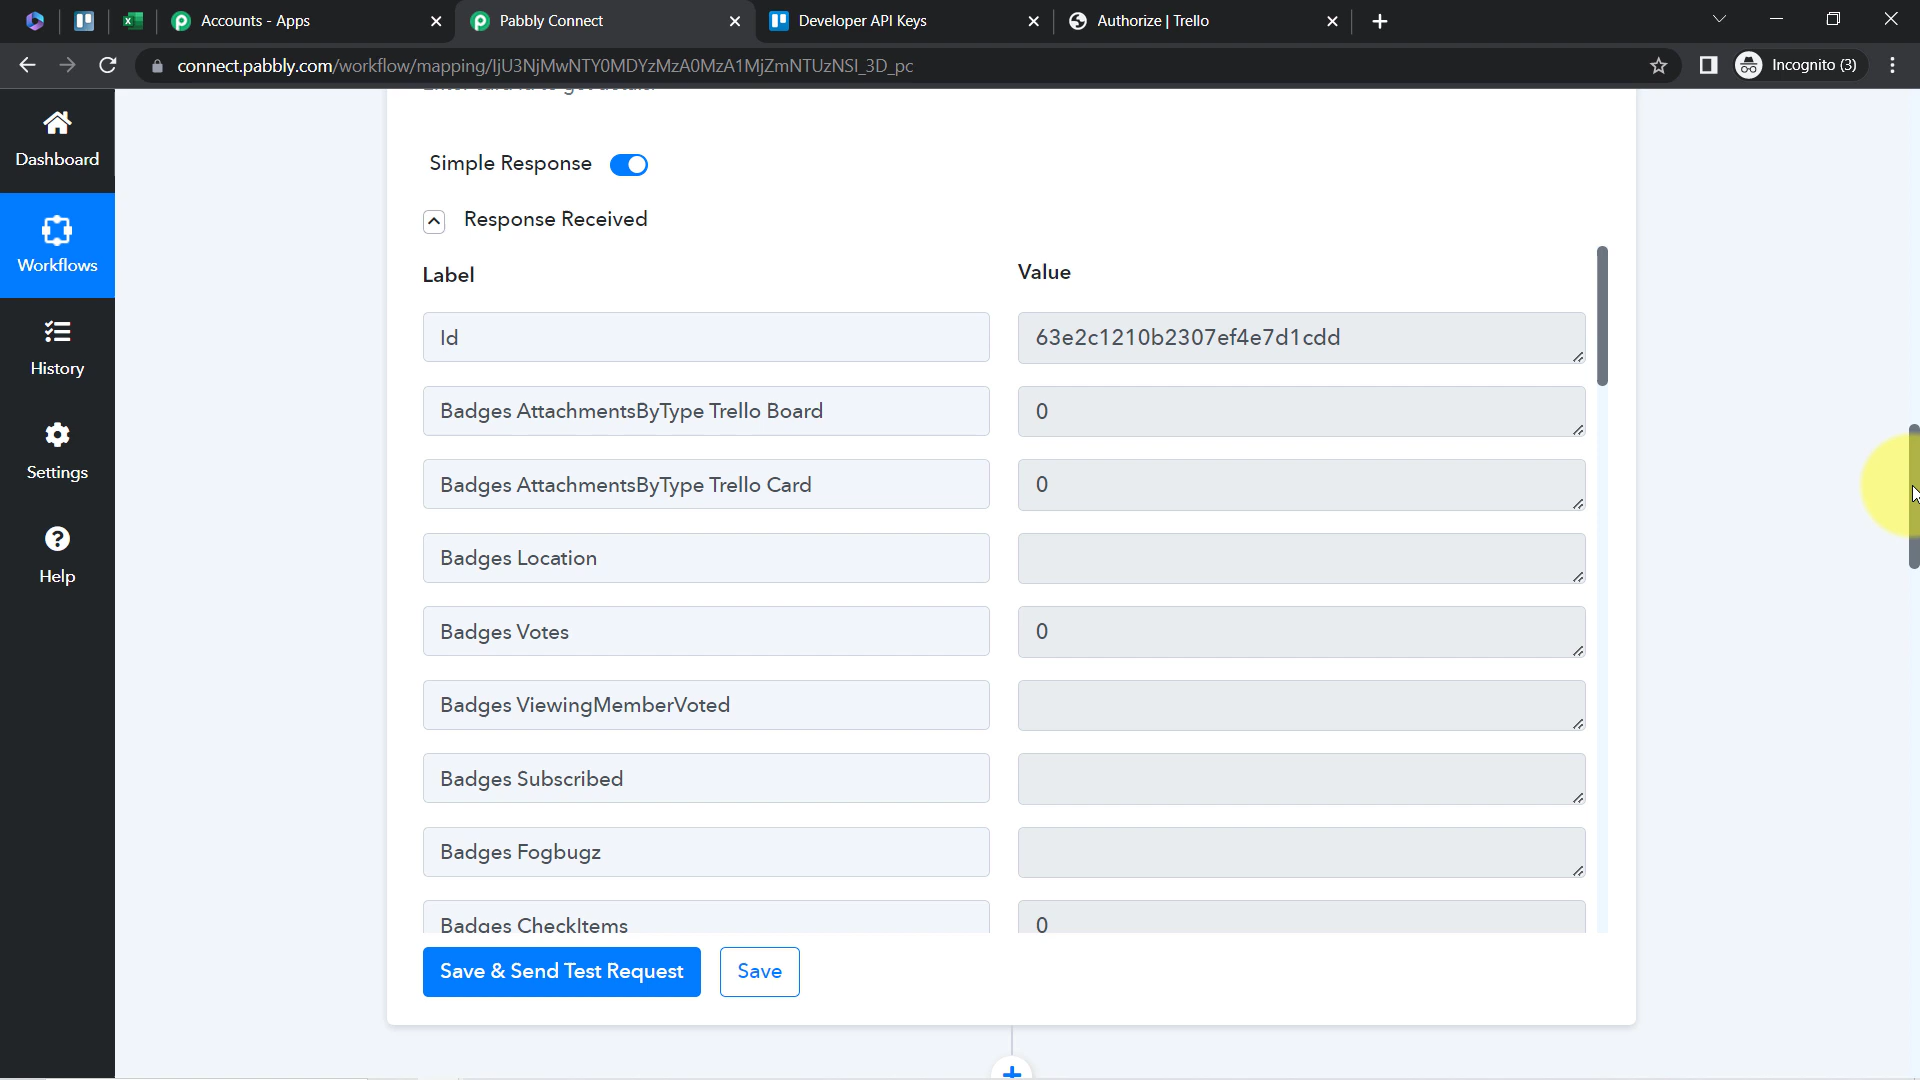 Accounts - Apps
Pabbly Connect
Developer API Keys
Authorize | Trello
connect.pabbly.com/workflow/mapping/IjU3NjMwNTY0MDYzMzA0MzA1MjZmNTUzNSI_3D_pc
Incognito (3)
Dashboard
Workflows
History
Settings
Help
Simple Response
Response Received
Label Value
Id 63e2c1210b2307ef4e7d1cdd
Badges AttachmentsByType Trello Board 0
Badges AttachmentsByType Trello Card 0
Badges Location
Badges Votes 0
Badges ViewingMemberVoted
Badges Subscribed
Badges Fogbugz
Badges CheckItems 0
Save & Send Test Request Save